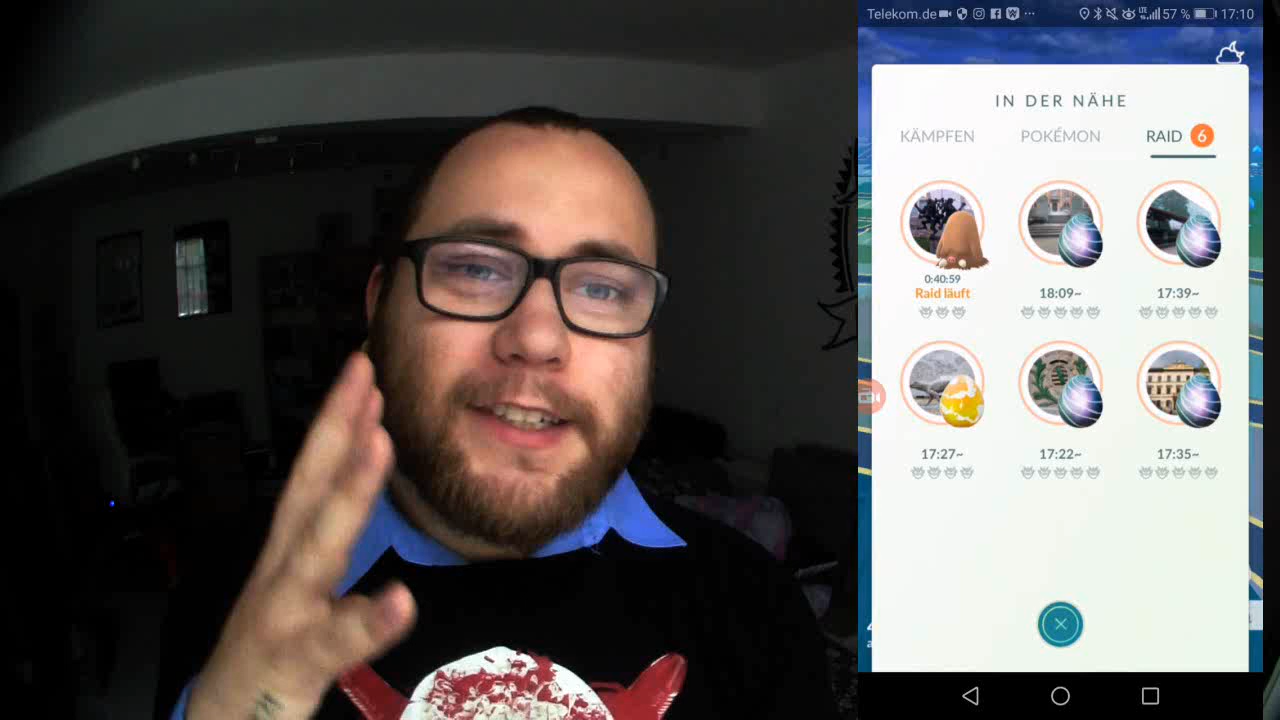 Telekom.de 57 % 17:10
IN DER NÄHE
KÄMPFEN POKÉMON RAID 6
0:40:59
Raid läuft 18:09~ 17:39~
17:27~ 17:22~ 17:35~